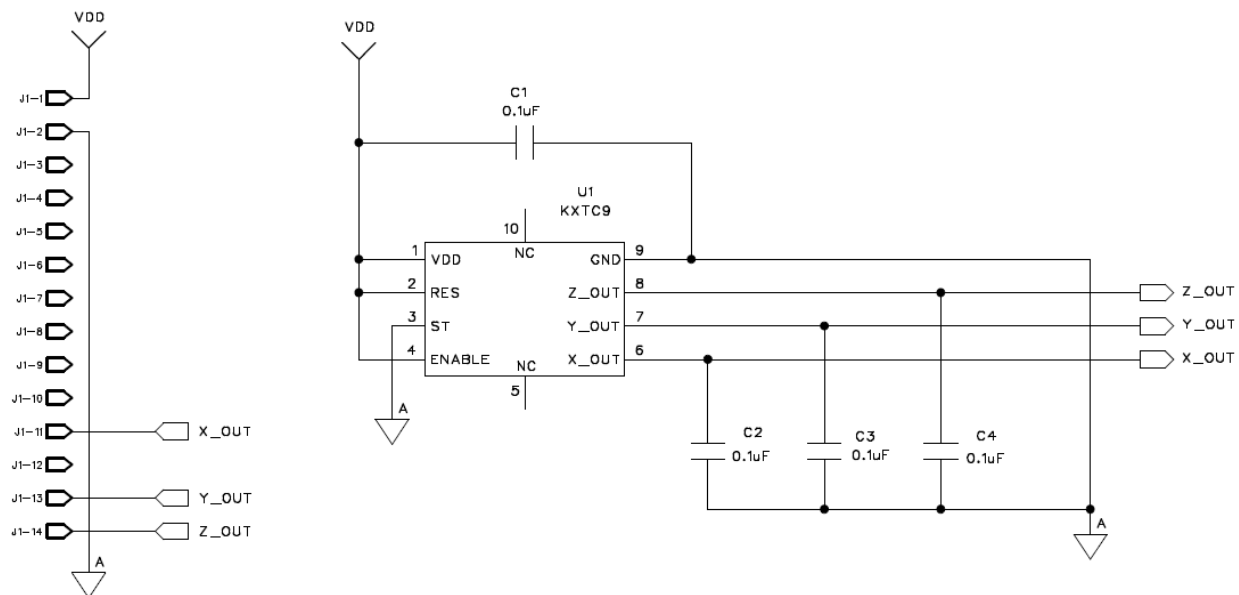 VDD
J1-1
J1-2
J1-3
J1-4
J1-5
J1-6
J1-7
J1-8
J1-9
J1-10
J1-11
X_OUT
J1-12
J1-13
Y_OUT
J1-14
Z_OUT
A
VDD
C1
0.1uF
U1
KXTC9
10
NC
1
VDD
2
RES
3
ST
4
ENABLE
NC
5
GND
9
Z_OUT
8
Y_OUT
7
X_OUT
6
A
Z_OUT
Y_OUT
X_OUT
C2
0.1uF
C3
0.1uF
C4
0.1uF
A